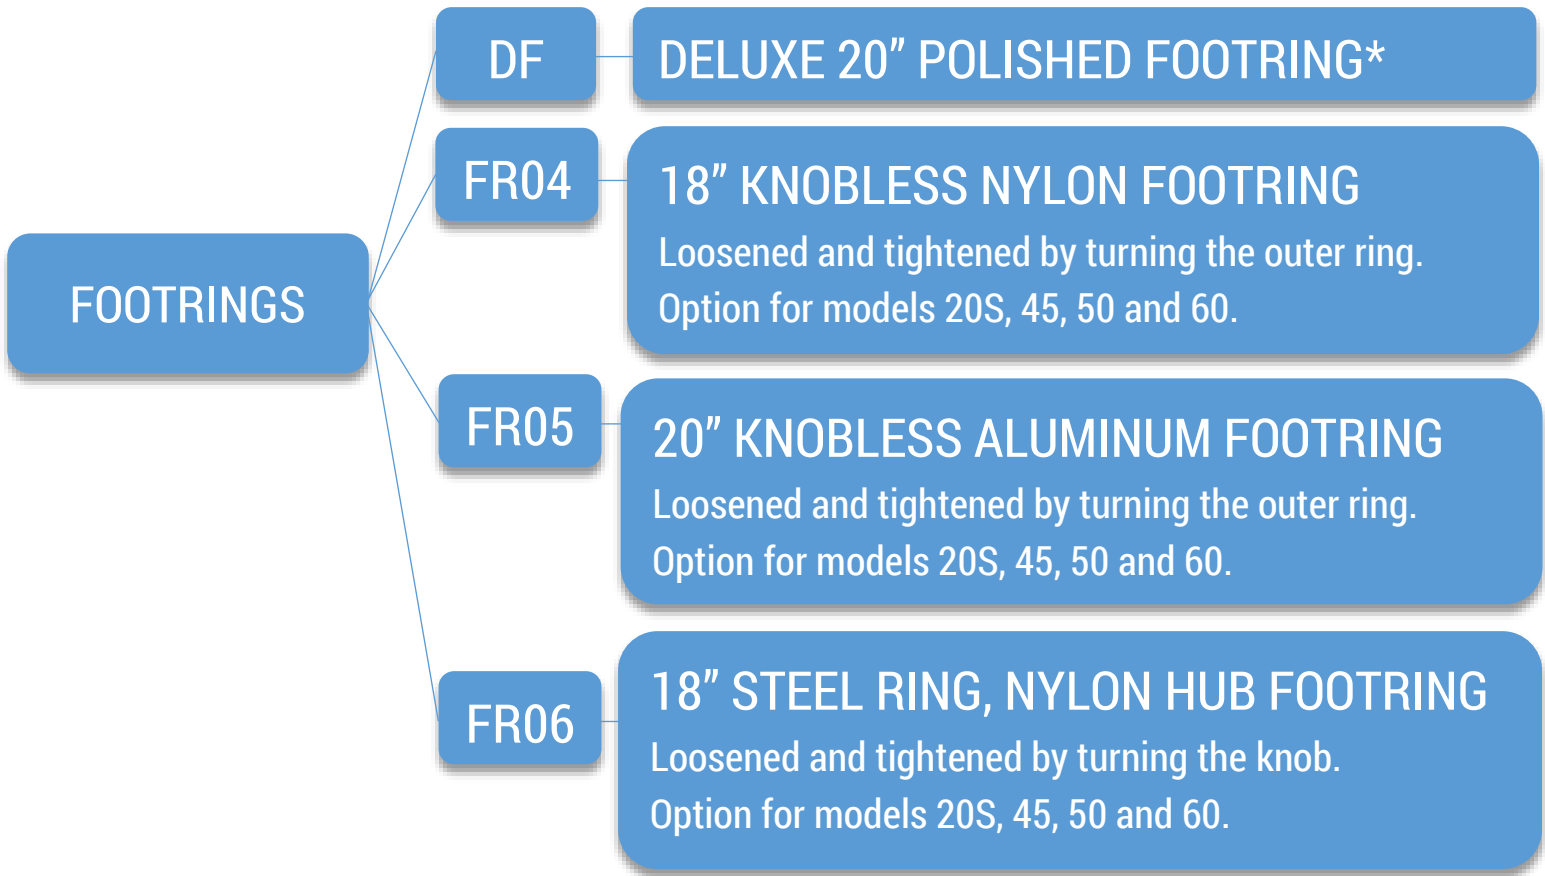 FOOTRINGS
DF
DELUXE 20” POLISHED FOOTRING*
FR04
18” KNOBLESS NYLON FOOTRING
Loosened and tightened by turning the outer ring.
Option for models 20S, 45, 50 and 60.
FR05
20” KNOBLESS ALUMINUM FOOTRING
Loosened and tightened by turning the outer ring.
Option for models 20S, 45, 50 and 60.
FR06
18” STEEL RING, NYLON HUB FOOTRING
Loosened and tightened by turning the knob.
Option for models 20S, 45, 50 and 60.